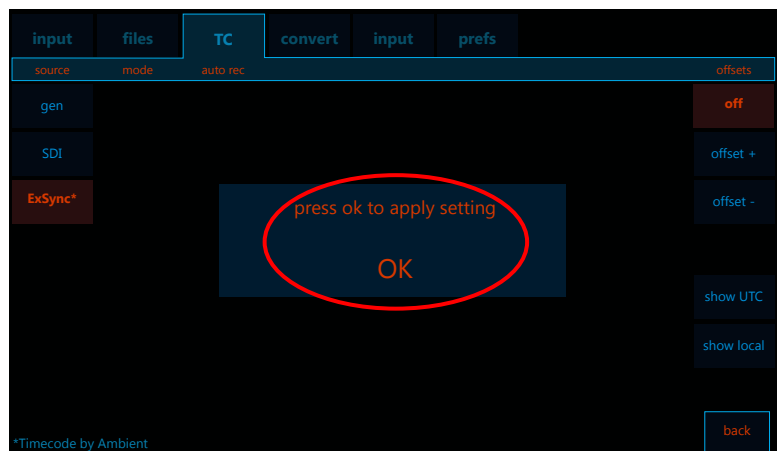 input files TC convert input prefs
source mode auto rec offsets
gen off
SDI offset +
ExSync* offset -
press ok to apply setting
OK
show UTC
show local
back
*Timecode by Ambient